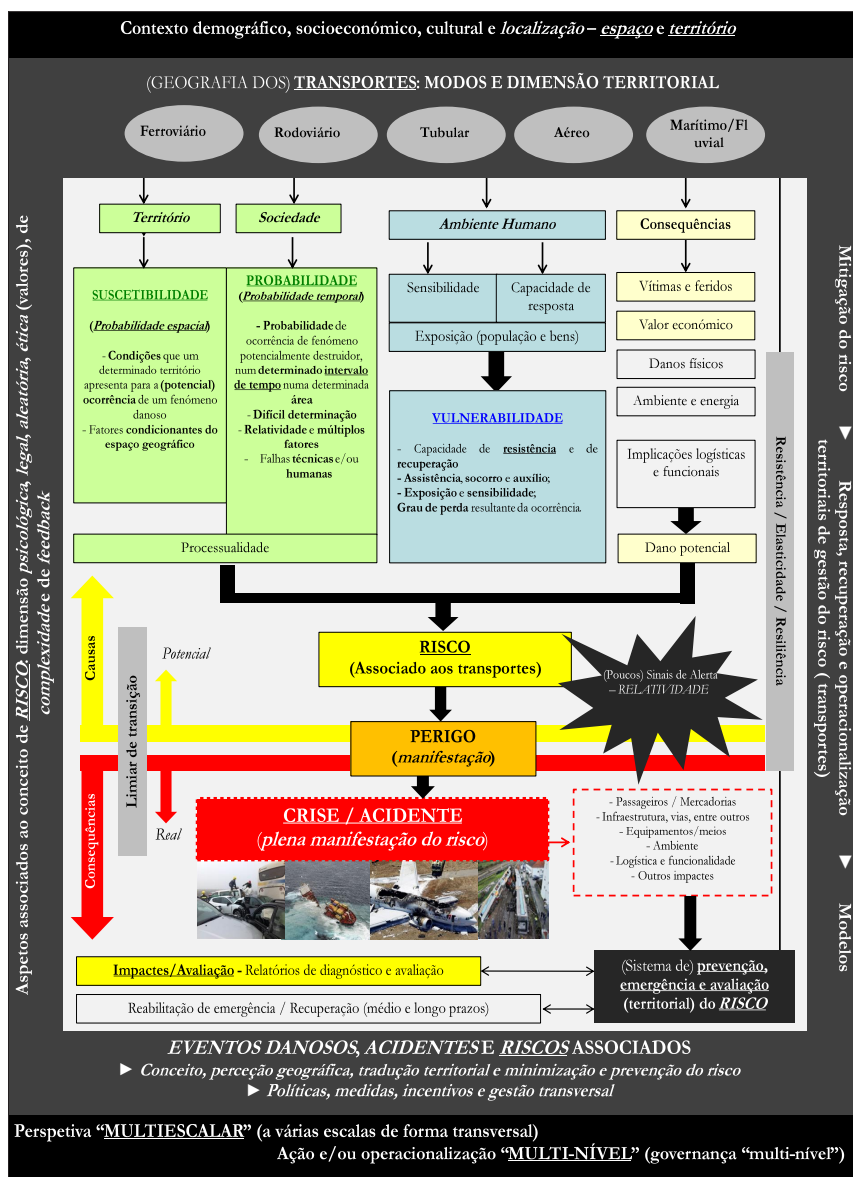 Contexto demográfico, socioeconómico, cultural e localização – espaço e território
(GEOGRAFIA DOS) TRANSPORTES: MODOS E DIMENSÃO TERRITORIAL
Ferroviário
Rodoviário
Tubular
Aéreo
Marítimo/Fl
uvial
Território
Sociedade
Ambiente Humano
Consequências
SUSCETIBILIDADE
(Probabilidade espacial)
- Condições que um
determinado território
apresenta para a (potencial)
ocorrência de um fenómeno
danoso
- Fatores condicionantes do
espaço geográfico
PROBABILIDADE
(Probabilidade temporal)
- Probabilidade de
ocorrência de fenómeno
potencialmente destruidor,
num determinado intervalo
de tempo numa determinada
área
- Difícil determinação
- Relatividade e múltiplos
fatores
- Falhas técnicas e/ou
humanas
Processualidade
Sensibilidade
Capacidade de
resposta
Exposição (população e bens)
VULNERABILIDADE
- Capacidade de resistência e de
recuperação
- Assistência, socorro e auxílio;
- Exposição e sensibilidade;
Grau de perda resultante da ocorrência.
Vítimas e feridos
Valor económico
Danos físicos
Ambiente e energia
Implicações logísticas
e funcionais
Dano potencial
Resistência / Elasticidade / Resiliência
Aspetos associados ao conceito de RISCO: dimensão psicológica, legal, aleatória, ética (valores), de
complexidade e de feedback
Mitigação do risco ► Resposta, recuperação e operacionalização ► Modelos
territoriais de gestão do risco ( transportes)
Causas
Limiar de transição
Potencial
RISCO
(Associado aos transportes)
(Poucos) Sinais de Alerta
– RELATIVIDADE
PERIGO
(manifestação)
Consequências
Real
CRISE / ACIDENTE
(plena manifestação do risco)
- Passageiros / Mercadorias
- Infraestrutura, vias, entre outros
- Equipamentos/meios
- Ambiente
- Logística e funcionalidade
- Outros impactes
Impactes/Avaliação - Relatórios de diagnóstico e avaliação
Reabilitação de emergência / Recuperação (médio e longo prazos)
(Sistema de) prevenção,
emergência e avaliação
(territorial) do RISCO
EVENTOS DANOSOS, ACIDENTES E RISCOS ASSOCIADOS
► Conceito, perceção geográfica, tradução territorial e minimização e prevenção do risco
► Políticas, medidas, incentivos e gestão transversal
Perspetiva “MULTIESCALAR” (a várias escalas de forma transversal)
Ação e/ou operacionalização “MULTI-NÍVEL” (governança “multi-nível”)